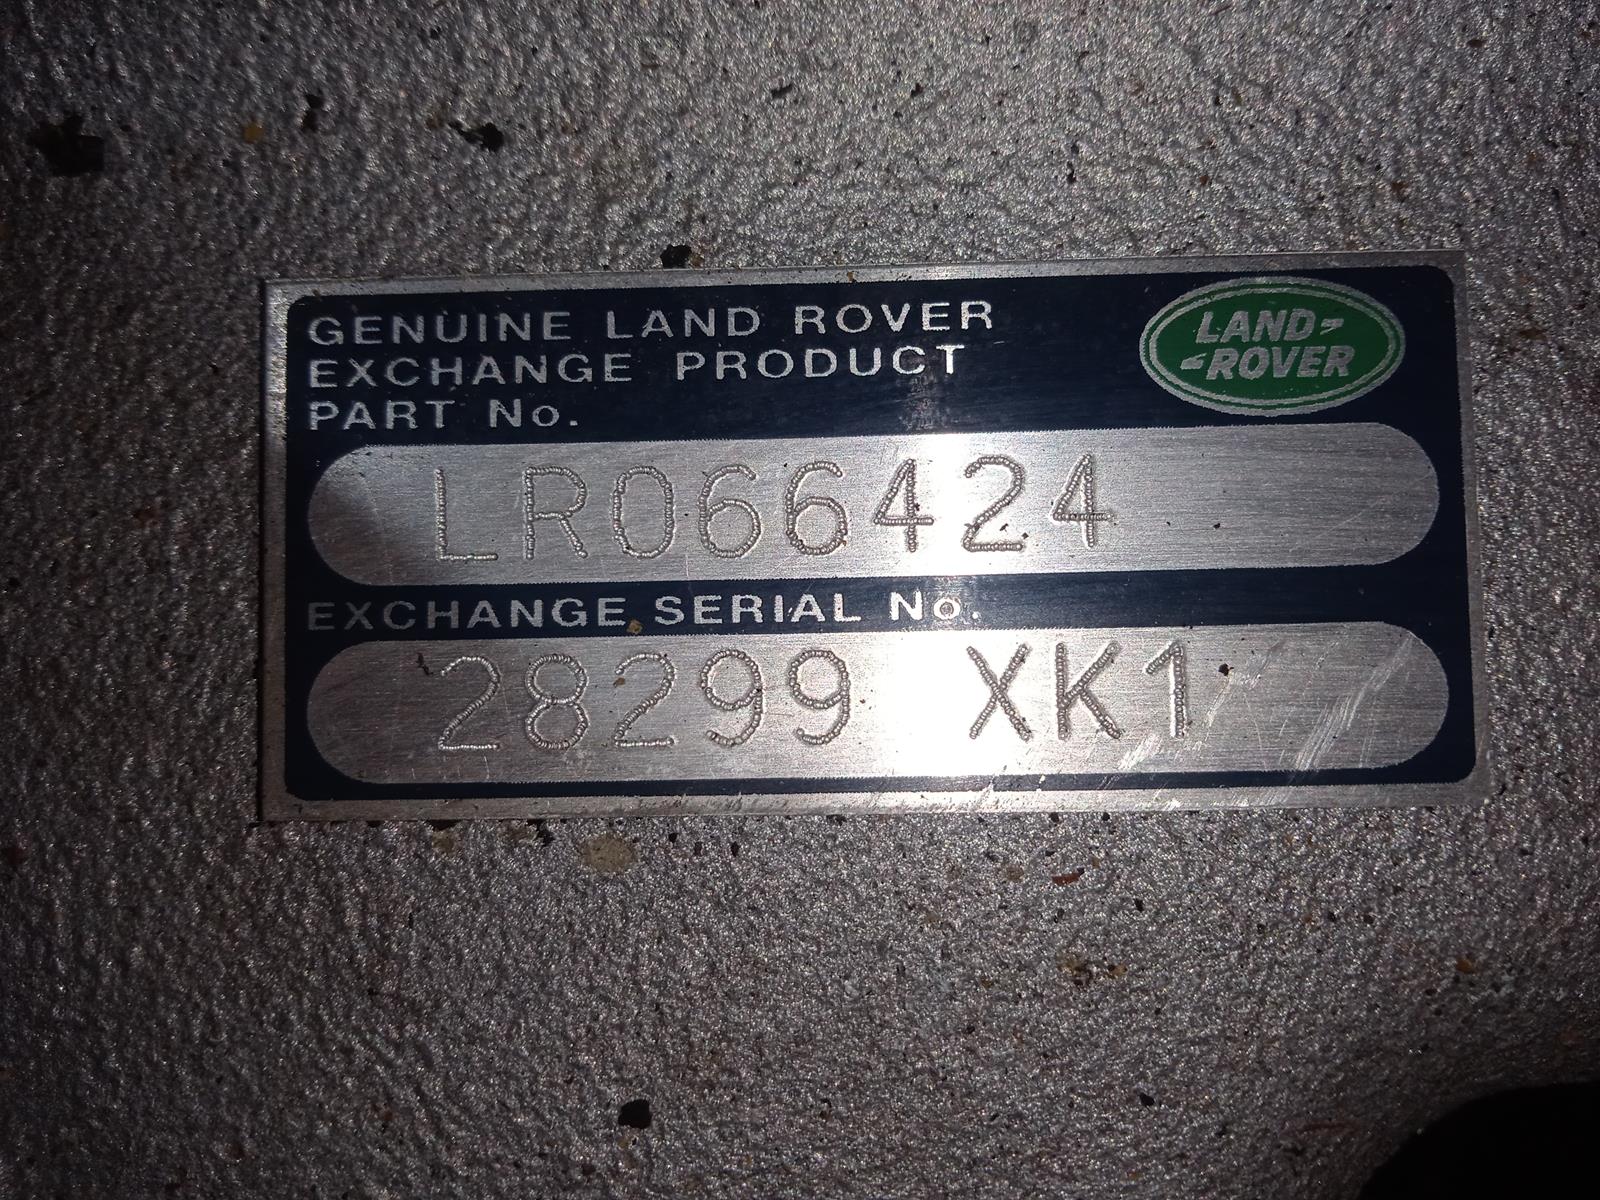 GENUINE LAND ROVER
EXCHANGE PRODUCT
PART No.
LAND-
-ROVER
LR066424
EXCHANGE SERIAL No.
28299 XK1